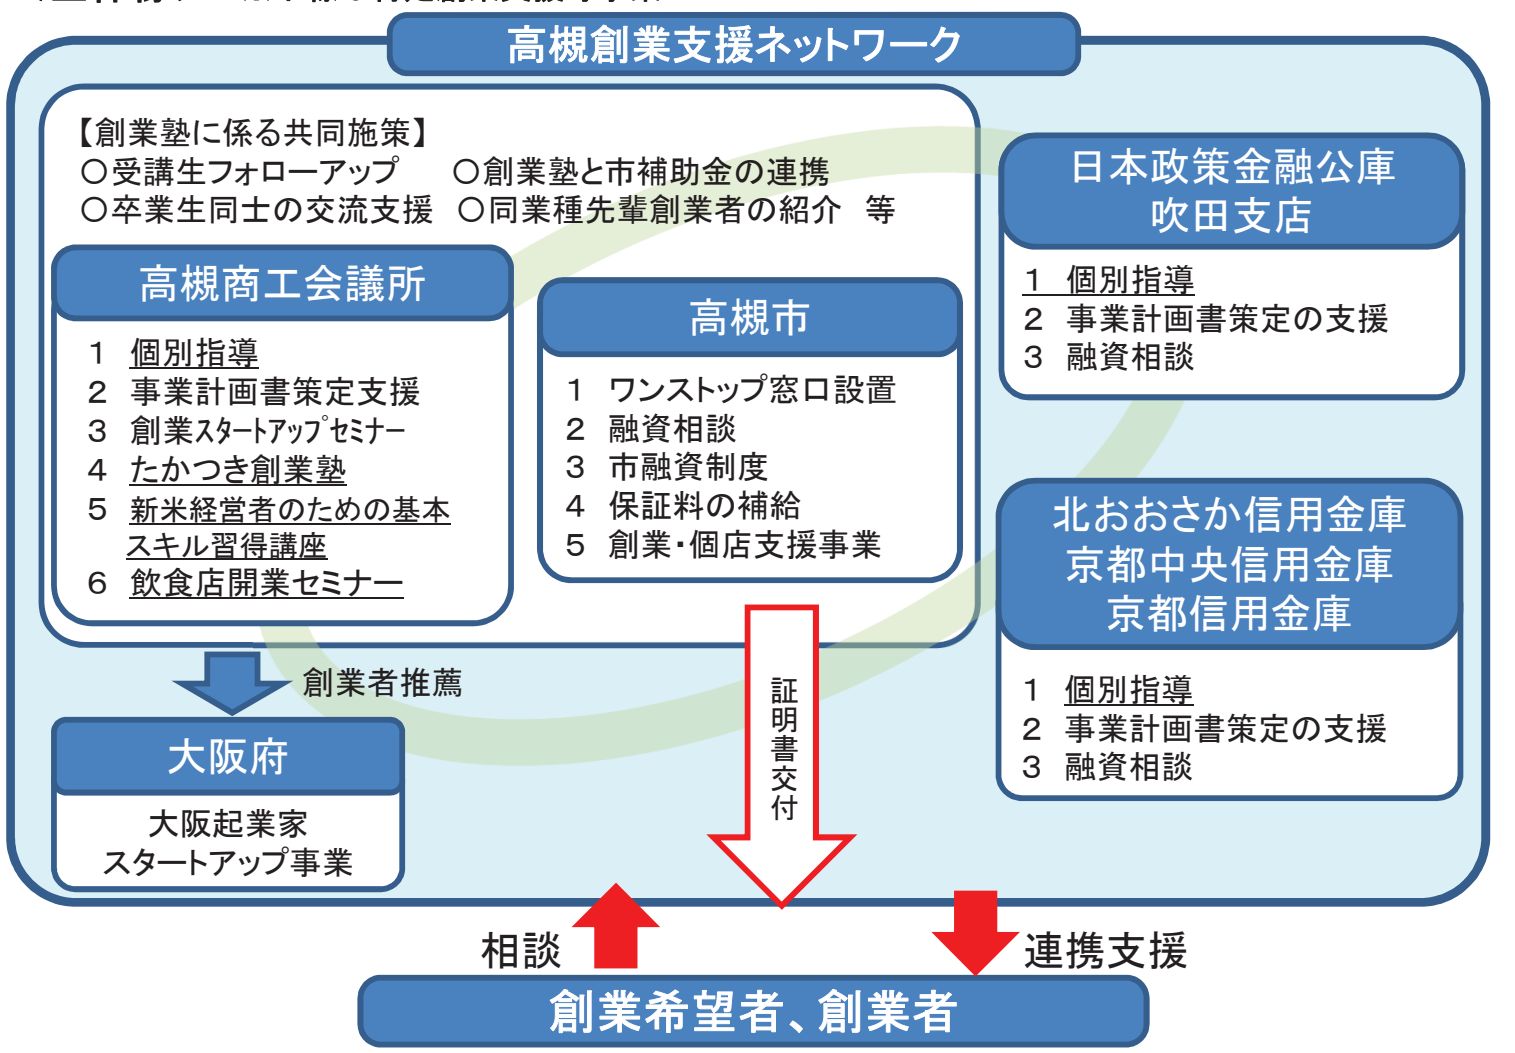 高槻創業支援ネットワーク
【創業塾に係る共同施策】
○受講生フォローアップ ○創業塾と市補助金の連携
○卒業生同士の交流支援 ○同業種先輩創業者の紹介 等
高槻商工会議所
1 個別指導
2 事業計画書策定支援
3 創業ｽﾀｰﾄｱｯﾌﾟｾﾐﾅｰ
4 たかつき創業塾
5 新米経営者のための基本
スキル習得講座
6 飲食店開業セミナー
高槻市
1 ワンストップ窓口設置
2 融資相談
3 市融資制度
4 保証料の補給
5 創業・個店支援事業
日本政策金融公庫
吹田支店
1 個別指導
2 事業計画書策定の支援
3 融資相談
北おおさか信用金庫
京都中央信用金庫
京都信用金庫
1 個別指導
2 事業計画書策定の支援
3 融資相談
創業者推薦
大阪府
大阪起業家
スタートアップ事業
証明書交付
相談
連携支援
創業希望者、創業者